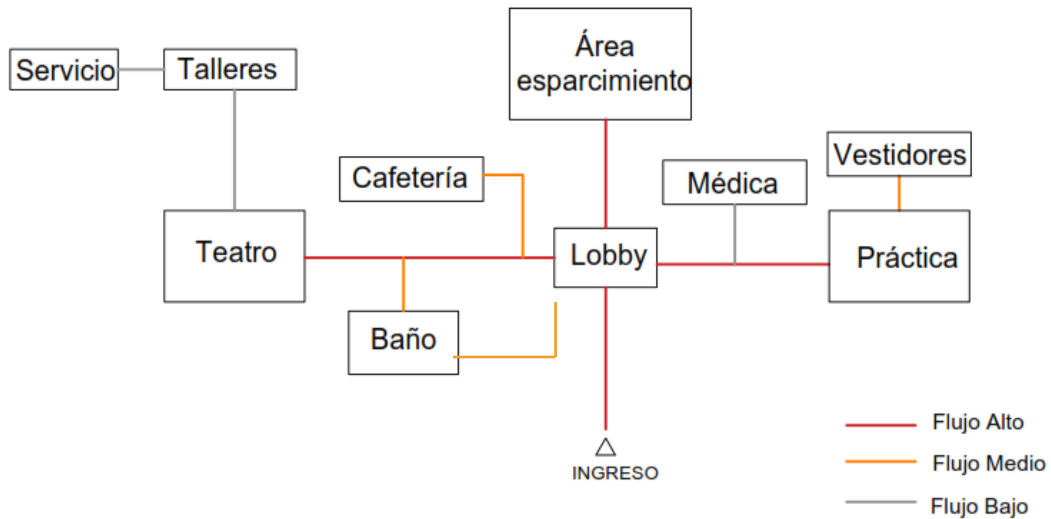 Área
esparcimiento
Servicio
Talleres
Cafetería
Médica
Vestidores
Teatro
Lobby
Práctica
Baño
INGRESO
Flujo Alto
Flujo Medio
Flujo Bajo